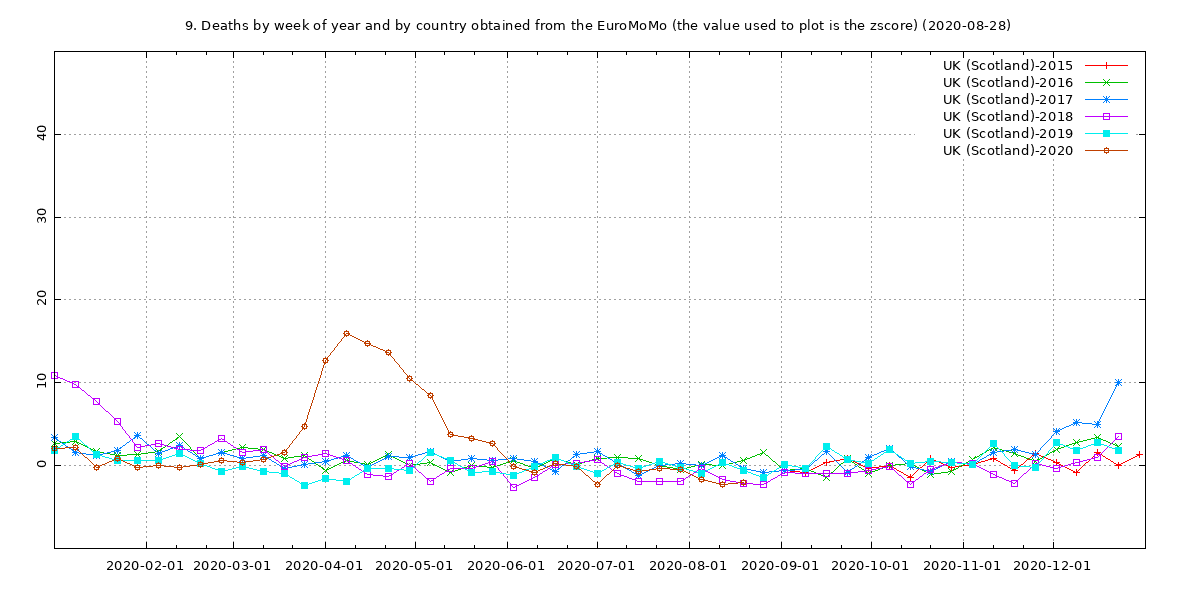 9. Deaths by week of year and by country obtained from the EuroMoMo (the value used to plot is the zscore) (2020-08-28)
UK (Scotland)-2015
UK (Scotland)-2016
UK (Scotland)-2017
UK (Scotland)-2018
UK (Scotland)-2019
UK (Scotland)-2020
40
30
20
10
0
2020-02-01 2020-03-01 2020-04-01 2020-05-01 2020-06-01 2020-07-01 2020-08-01 2020-09-01 2020-10-01 2020-11-01 2020-12-01